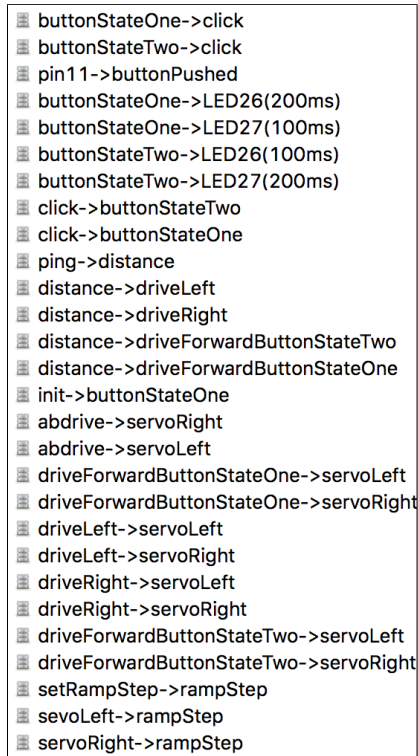 buttonStateOne->click
buttonStateTwo->click
pin11->buttonPushed
buttonStateOne->LED26(200ms)
buttonStateOne->LED27(100ms)
buttonStateTwo->LED26(100ms)
buttonStateTwo->LED27(200ms)
click->buttonStateTwo
click->buttonStateOne
ping->distance
distance->driveLeft
distance->driveRight
distance->driveForwardButtonStateTwo
distance->driveForwardButtonStateOne
init->buttonStateOne
abdrive->servoRight
abdrive->servoLeft
driveForwardButtonStateOne->servoLeft
driveForwardButtonStateOne->servoRight
driveLeft->servoLeft
driveLeft->servoRight
driveRight->servoLeft
driveRight->servoRight
driveForwardButtonStateTwo->servoLeft
driveForwardButtonStateTwo->servoRight
setRampStep->rampStep
sevoLeft->rampStep
servoRight->rampStep